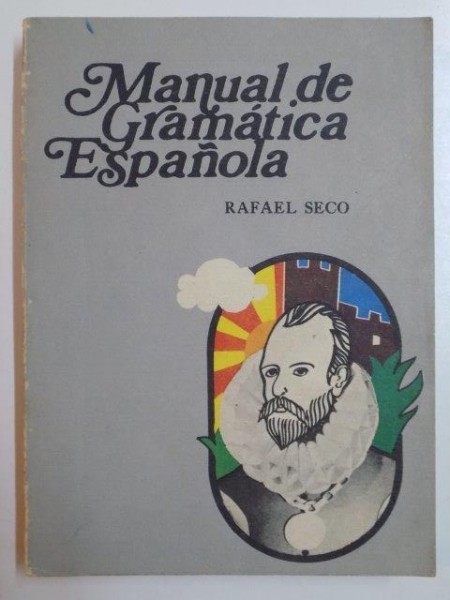 Manual de
Gramática
Española
RAFAEL SECO